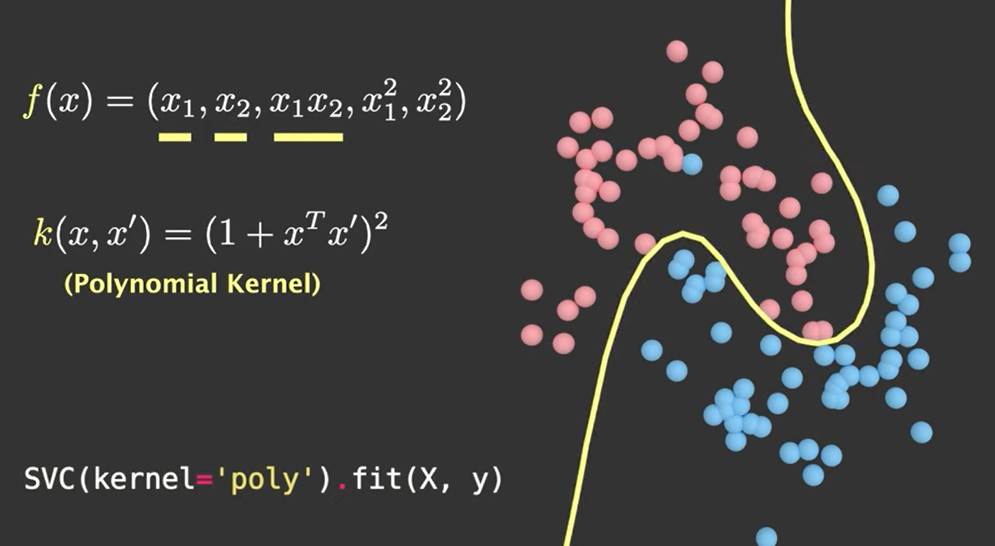 f(x) = (x₁, x₂, x₁x₂, x₁², x₂²)
k(x, x′) = (1 + xᵀx′)²
(Polynomial Kernel)
SVC(kernel='poly').fit(X, y)